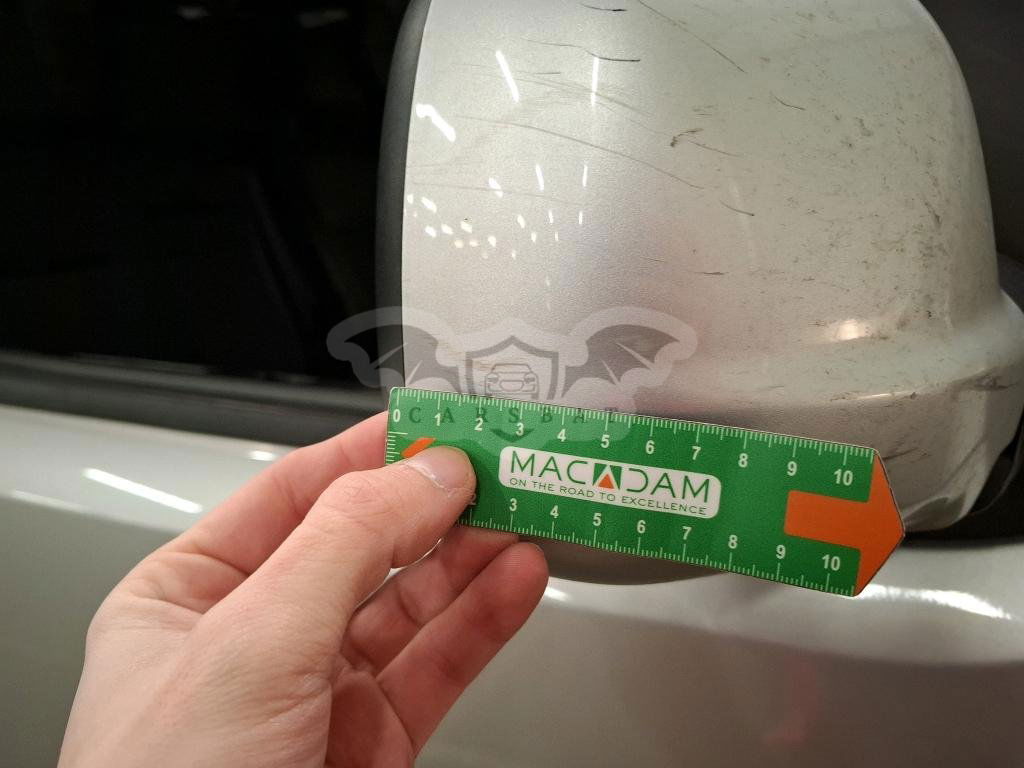 CARSBAT
0 1 2 3 4 5 6 7 8 9 10
MACADAM
ON THE ROAD TO EXCELLENCE
3 4 5 6 7 8 9 10